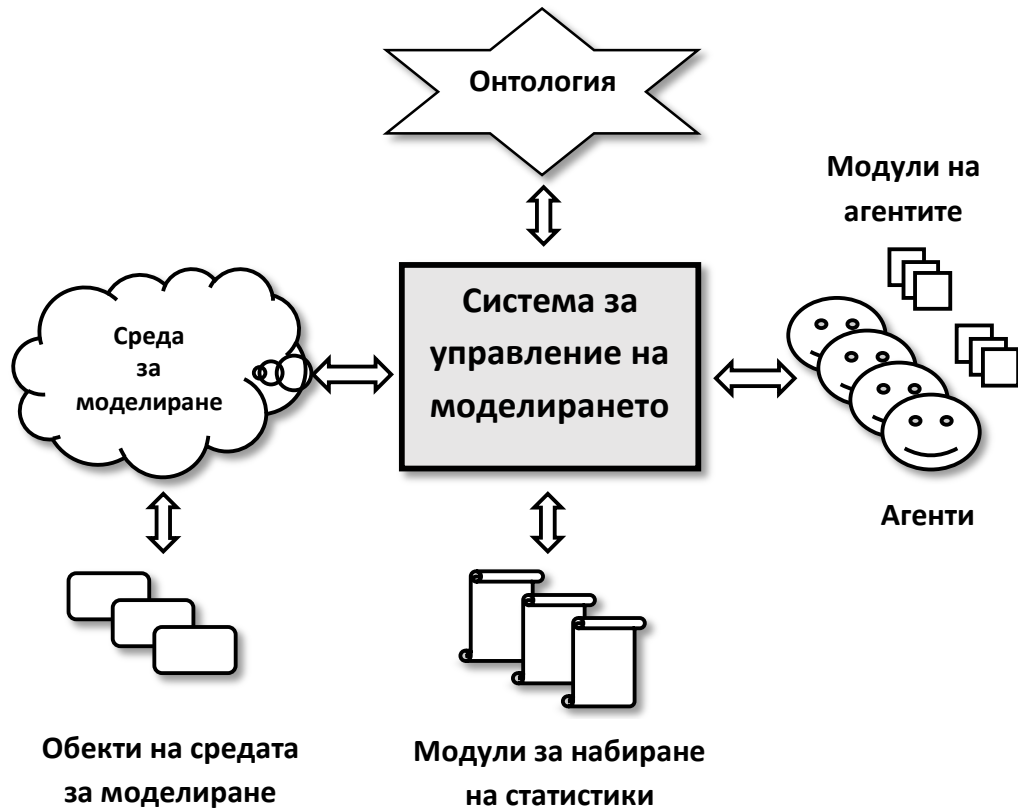 Онтология
Модули на
агентите
Система за
управление на
моделирането
Среда
за
моделиране
Агенти
Обекти на средата
за моделиране
Модули за набиране
на статистики